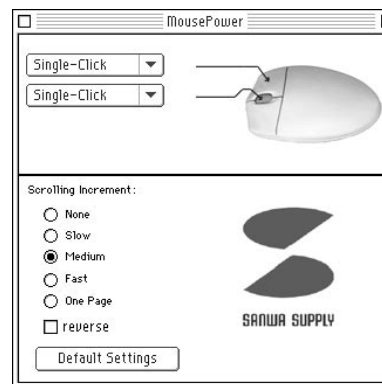 MousePower
Single-Click
Single-Click
Scrolling Increment:
None
Slow
Medium
Fast
One Page
reverse
SANWA SUPPLY
Default Settings